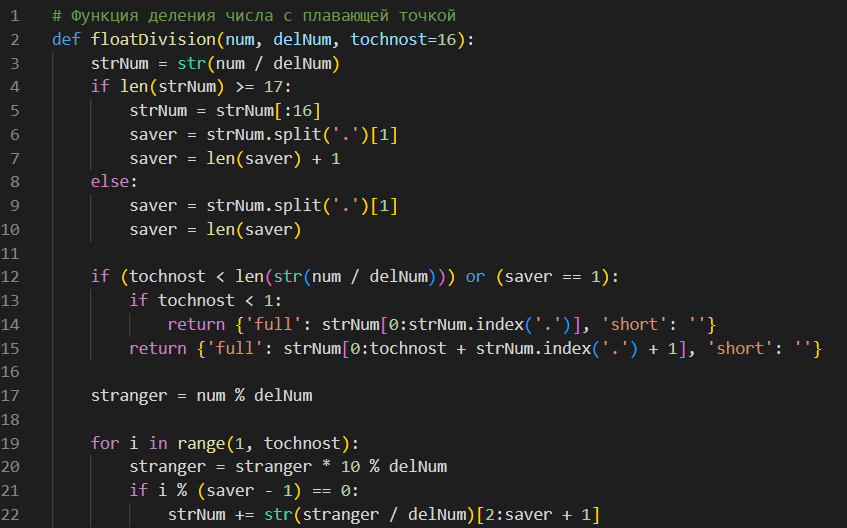 1 # Функция деления числа с плавающей точкой
2 def floatDivision(num, delNum, tochnost=16):
3     strNum = str(num / delNum)
4     if len(strNum) >= 17:
5         strNum = strNum[:16]
6         saver = strNum.split('.')[1]
7         saver = len(saver) + 1
8     else:
9         saver = strNum.split('.')[1]
10         saver = len(saver)
11
12     if (tochnost < len(str(num / delNum))) or (saver == 1):
13         if tochnost < 1:
14             return {'full': strNum[0:strNum.index('.')], 'short': ''}
15         return {'full': strNum[0:tochnost + strNum.index('.') + 1], 'short': ''}
16
17     stranger = num % delNum
18
19     for i in range(1, tochnost):
20         stranger = stranger * 10 % delNum
21         if i % (saver - 1) == 0:
22             strNum += str(stranger / delNum)[2:saver + 1]